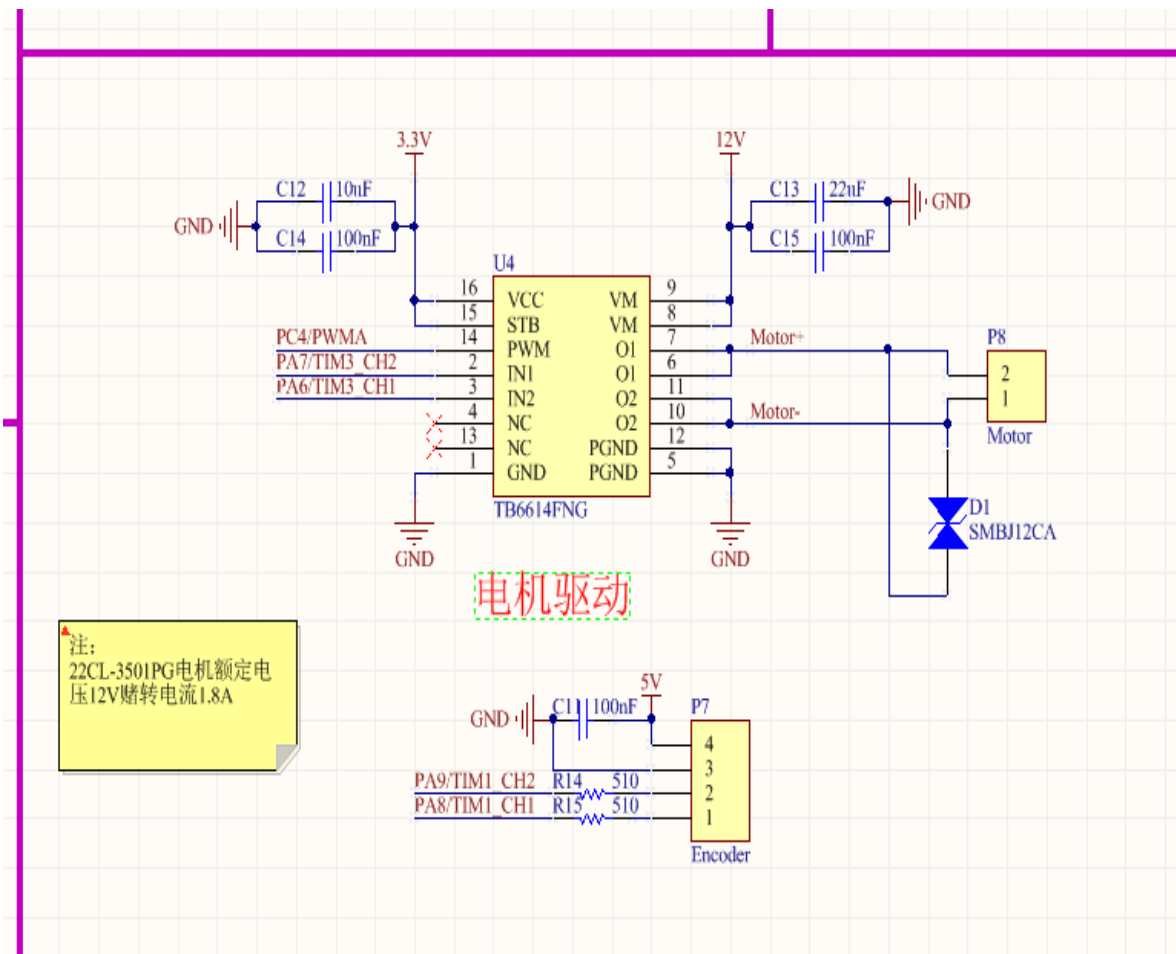 3.3V
12V
C12 10uF
C13 22uF
GND
GND
C14 100nF
C15 100nF
U4
16 VCC VM 9
15 STB VM 8
PC4/PWMA 14 PWM O1 7 Motor+
PA7/TIM3_CH2 2 IN1 O1 6
PA6/TIM3_CH1 3 IN2 O2 11
4 NC O2 10 Motor-
13 NC PGND 12
1 GND PGND 5
TB6614FNG
P8
2
1
Motor
D1
SMBJ12CA
GND
GND
电机驱动
注：
22CL-3501PG电机额定电
压12V赌转电流1.8A
5V
GND C11 100nF P7
4
3
PA9/TIM1_CH2 R14 510 2
PA8/TIM1_CH1 R15 510 1
Encoder